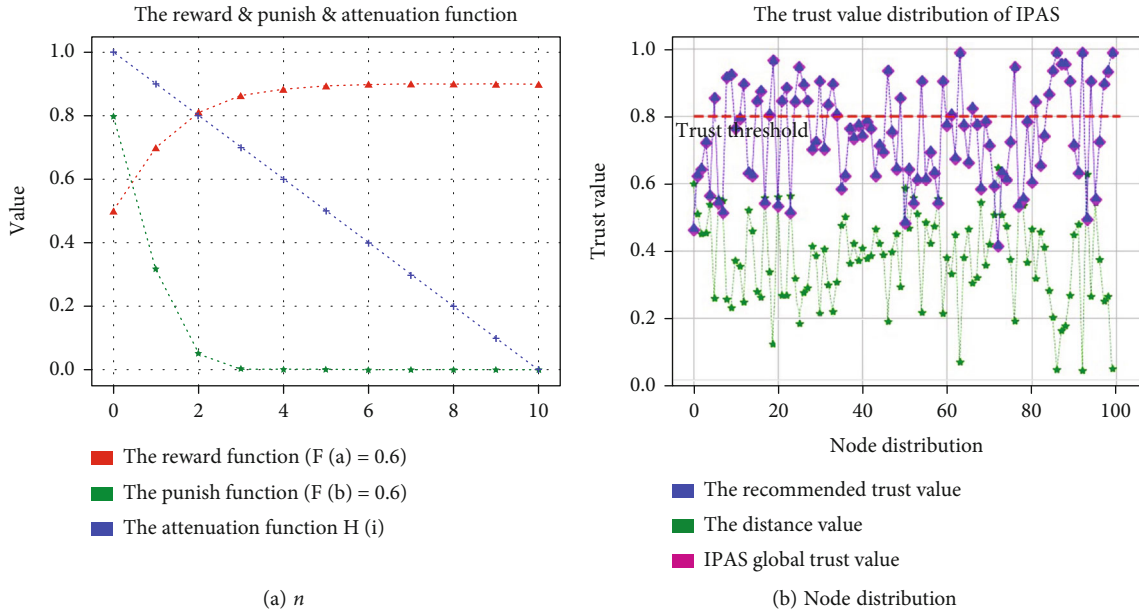 The reward & punish & attenuation function
1.0
0.8
0.6
0.4
0.2
0.0
Value
0 2 4 6 8 10
The reward function (F (a) = 0.6)
The punish function (F (b) = 0.6)
The attenuation function H (i)
(a) n
The trust value distribution of IPAS
1.0
0.8
0.6
0.4
0.2
0.0
Trust value
Trust threshold
0 20 40 60 80 100
Node distribution
The recommended trust value
The distance value
IPAS global trust value
(b) Node distribution